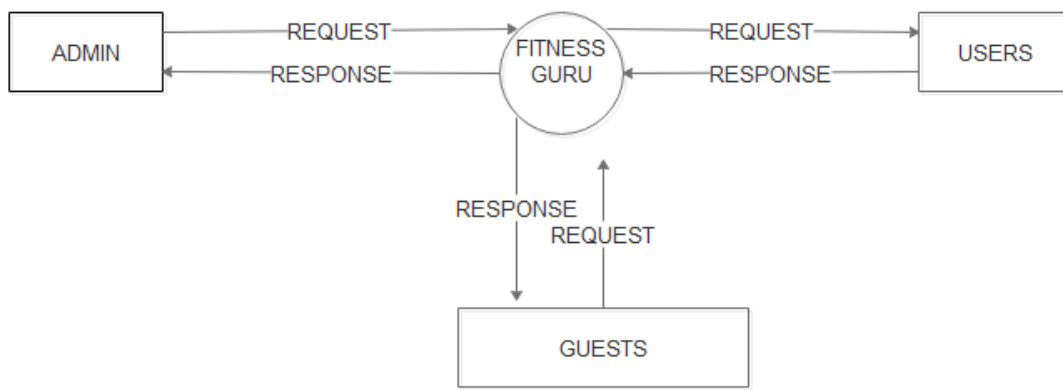 ADMIN
REQUEST
RESPONSE
FITNESS
GURU
REQUEST
RESPONSE
USERS
RESPONSE
REQUEST
GUESTS